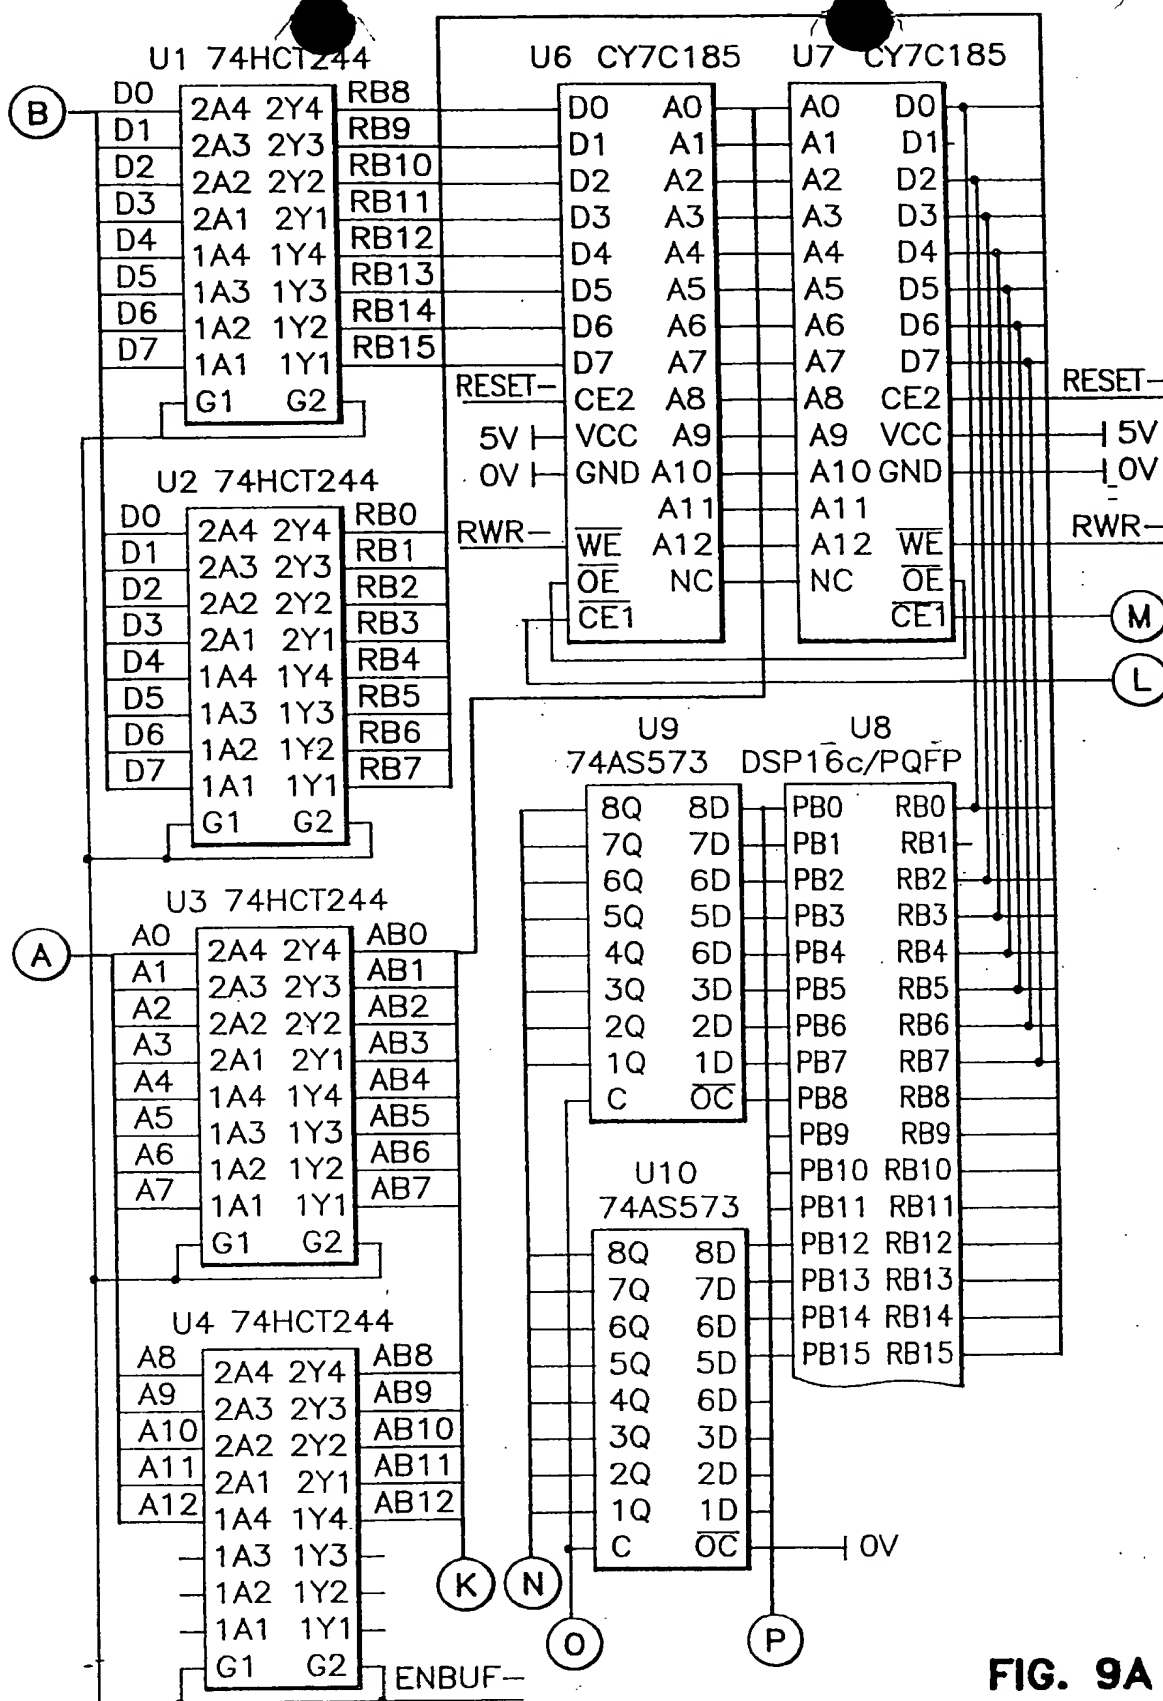 U1 74HCT244
B
D0 2A4 2Y4 RB8
D1 2A3 2Y3 RB9
D2 2A2 2Y2 RB10
D3 2A1 2Y1 RB11
D4 1A4 1Y4 RB12
D5 1A3 1Y3 RB13
D6 1A2 1Y2 RB14
D7 1A1 1Y1 RB15
G1 G2
U2 74HCT244
D0 2A4 2Y4 RB0
D1 2A3 2Y3 RB1
D2 2A2 2Y2 RB2
D3 2A1 2Y1 RB3
D4 1A4 1Y4 RB4
D5 1A3 1Y3 RB5
D6 1A2 1Y2 RB6
D7 1A1 1Y1 RB7
G1 G2
U3 74HCT244
A
A0 2A4 2Y4 AB0
A1 2A3 2Y3 AB1
A2 2A2 2Y2 AB2
A3 2A1 2Y1 AB3
A4 1A4 1Y4 AB4
A5 1A3 1Y3 AB5
A6 1A2 1Y2 AB6
A7 1A1 1Y1 AB7
G1 G2
U4 74HCT244
A8 2A4 2Y4 AB8
A9 2A3 2Y3 AB9
A10 2A2 2Y2 AB10
A11 2A1 2Y1 AB11
A12 1A4 1Y4 AB12
1A3 1Y3
1A2 1Y2
1A1 1Y1
G1 G2 ENBUF-
K
U6 CY7C185 U7 CY7C185
D0 A0 A0 D0
D1 A1 A1 D1
D2 A2 A2 D2
D3 A3 A3 D3
D4 A4 A4 D4
D5 A5 A5 D5
D6 A6 A6 D6
D7 A7 A7 D7
RESET- CE2 A8 A8 CE2 RESET-
5V VCC A9 A9 VCC 5V
0V GND A10 A10 GND 0V
A11 A11
RWR- WE A12 A12 WE RWR-
OE NC NC OE
CE1 CE1 M
L
U9
74AS573
8Q 8D
7Q 7D
6Q 6D
5Q 5D
4Q 6D
3Q 3D
2Q 2D
1Q 1D
C OC
U8
DSP16c/PQFP
PB0 RB0
PB1 RB1
PB2 RB2
PB3 RB3
PB4 RB4
PB5 RB5
PB6 RB6
PB7 RB7
PB8 RB8
PB9 RB9
PB10 RB10
PB11 RB11
PB12 RB12
PB13 RB13
PB14 RB14
PB15 RB15
U10
74AS573
8Q 8D
7Q 7D
6Q 6D
5Q 5D
4Q 6D
3Q 3D
2Q 2D
1Q 1D
C OC 0V
N
O
P
FIG. 9A